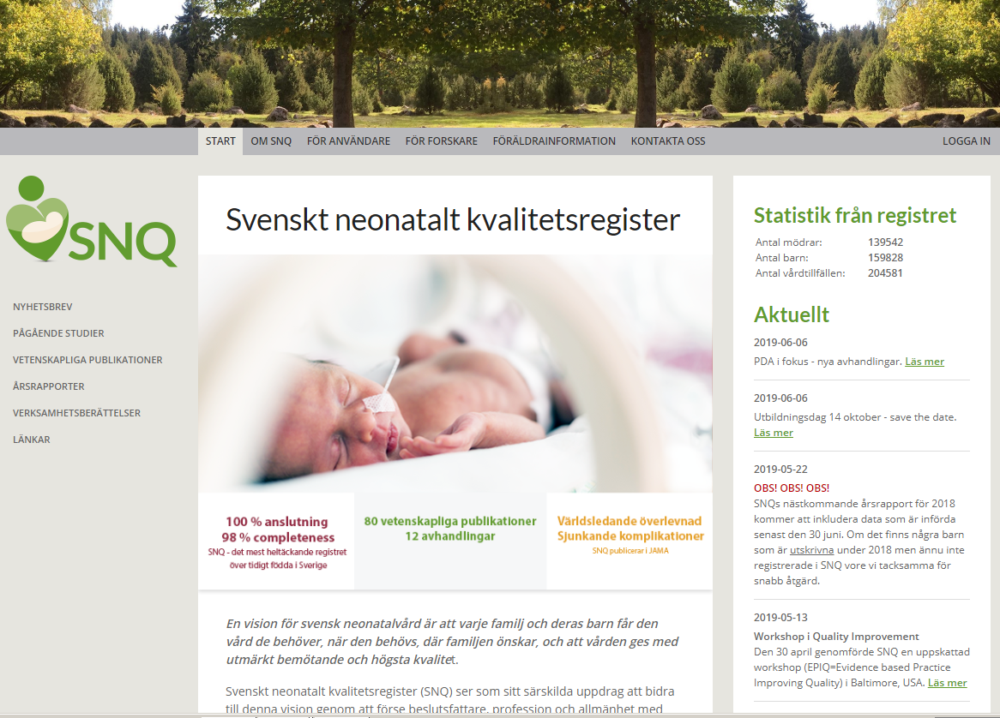 START OM SNQ FÖR ANVÄNDARE FÖR FORSKARE FÖRÄLDRAINFORMATION KONTAKTA OSS LOGGA IN
SNQ
NYHETSBREV
PÅGÅENDE STUDIER
VETENSKAPLIGA PUBLIKATIONER
ÅRSRAPPORTER
VERKSAMHETSBERÄTTELSER
LÄNKAR
Svenskt neonatalt kvalitetsregister
100 % anslutning
98 % completeness
SNQ - det mest heltäckande registret
över tidigt födda i Sverige
80 vetenskapliga publikationer
12 avhandlingar
Världsledande överlevnad
Sjunkande komplikationer
SNQ publicerar i JAMA
En vision för svensk neonatalvård är att varje familj och deras barn får den
vård de behöver, när den behövs, där familjen önskar, och att vården ges med
utmärkt bemötande och högsta kvalitet.
Svenskt neonatalt kvalitetsregister (SNQ) ser som sitt särskilda uppdrag att bidra
till denna vision genom att förse beslutsfattare, profession och allmänhet med
Statistik från registret
Antal mödrar: 139542
Antal barn: 159828
Antal vårdtillfällen: 204581
Aktuellt
2019-06-06
PDA i fokus - nya avhandlingar. Läs mer
2019-06-06
Utbildningsdag 14 oktober - save the date.
Läs mer
2019-05-22
OBS! OBS! OBS!
SNQs nästkommande årsrapport för 2018
kommer att inkludera data som är införda
senast den 30 juni. Om det finns några barn
som är utskrivna under 2018 men ännu inte
registrerade i SNQ vore vi tacksamma för
snabb åtgärd.
2019-05-13
Workshop i Quality Improvement
Den 30 april genomförde SNQ en uppskattad
workshop (EPIQ=Evidence based Practice
Improving Quality) i Baltimore, USA. Läs mer